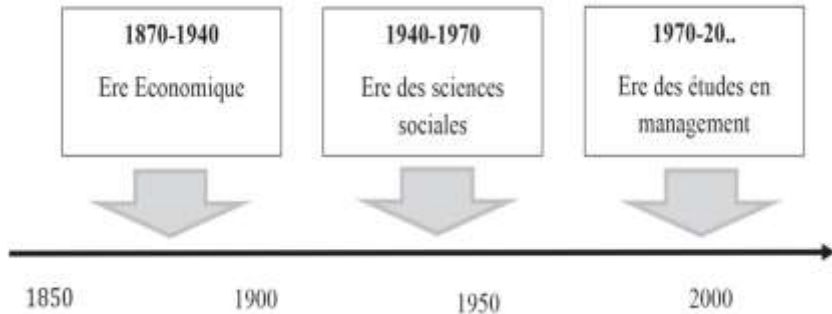 1870-1940
Ere Economique
1940-1970
Ere des sciences
sociales
1970-20..
Ere des études en
management
1850
1900
1950
2000